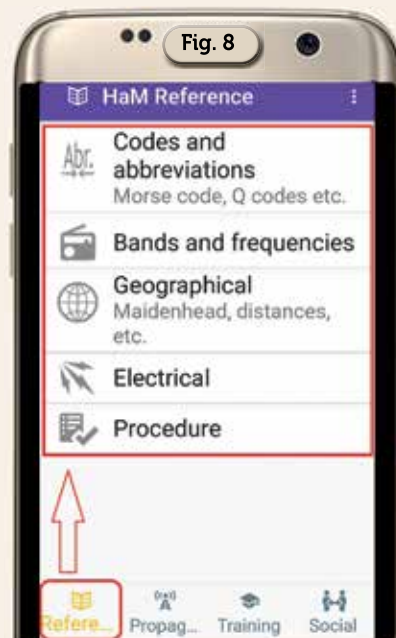 Fig. 8
HaM Reference
Abr.
Codes and
abbreviations
Morse code, Q codes etc.
Bands and frequencies
Geographical
Maidenhead, distances,
etc.
Electrical
Procedure
Refere... Propag... Training Social